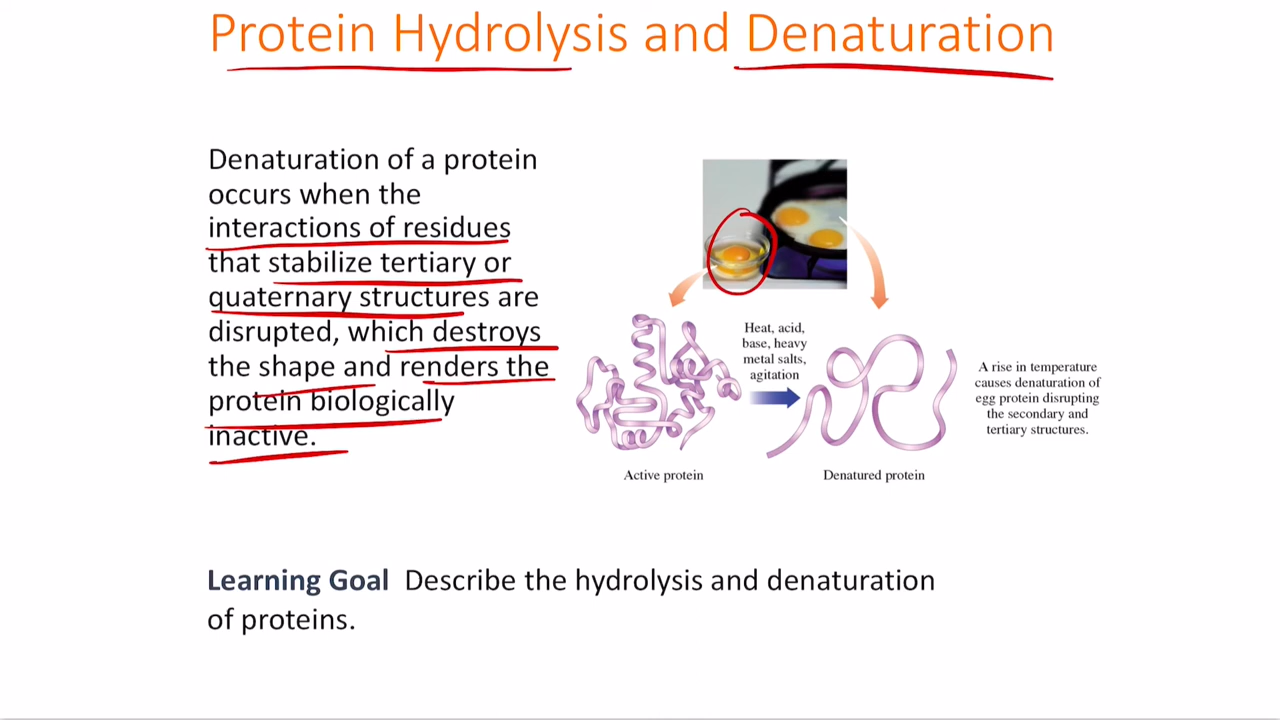 Protein Hydrolysis and Denaturation
Denaturation of a protein
occurs when the
interactions of residues
that stabilize tertiary or
quaternary structures are
disrupted, which destroys
the shape and renders the
protein biologically
inactive.
Heat, acid,
base, heavy
metal salts,
agitation
A rise in temperature
causes denaturation of
egg protein disrupting
the secondary and
tertiary structures.
Active protein
Denatured protein
Learning Goal Describe the hydrolysis and denaturation
of proteins.